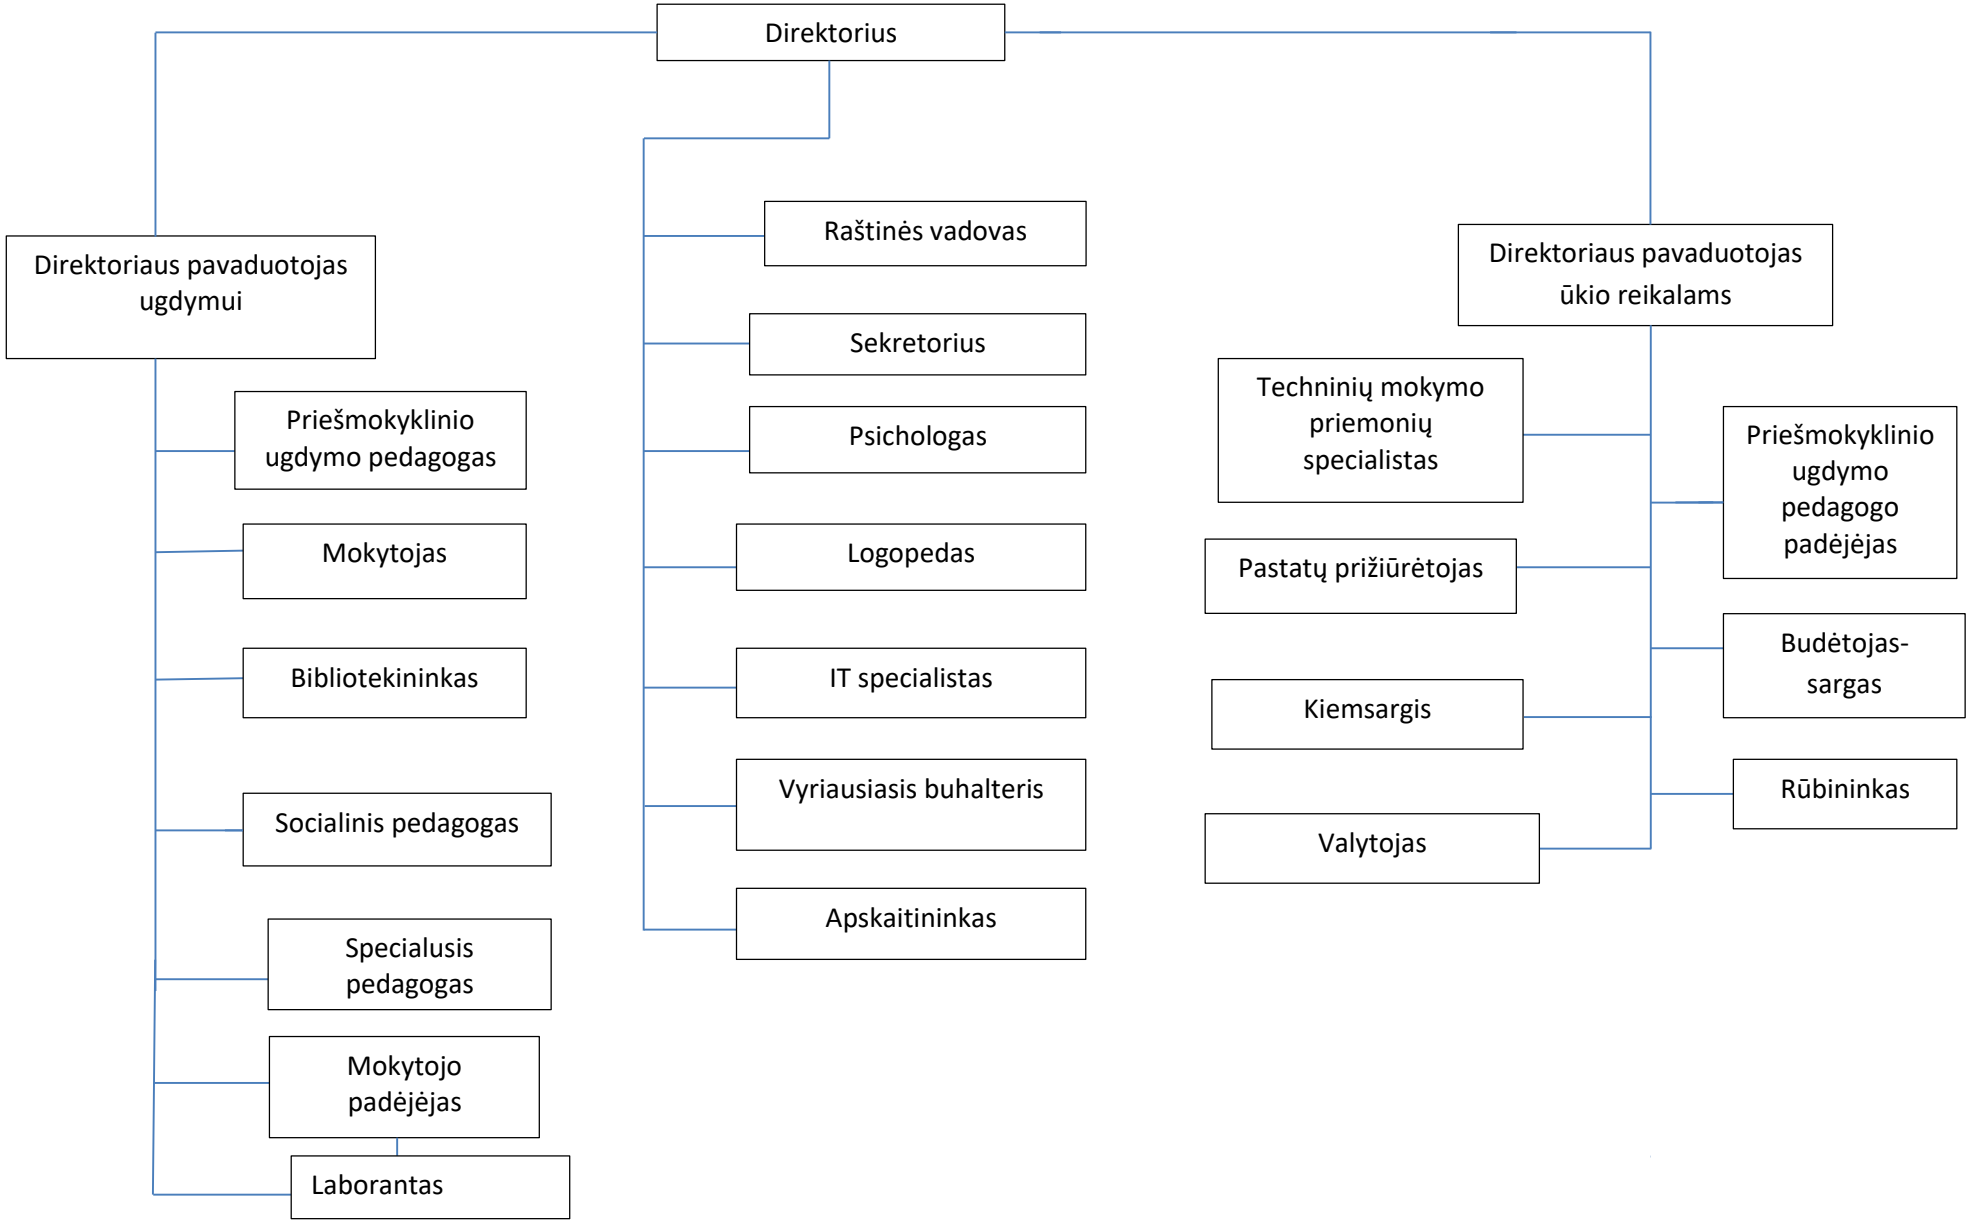 Direktorius
Direktoriaus pavaduotojas
ugdymui
Priešmokyklinio
ugdymo pedagogas
Mokytojas
Bibliotekininkas
Socialinis pedagogas
Specialusis
pedagogas
Mokytojo
padėjėjas
Laborantas
Raštinės vadovas
Sekretorius
Psichologas
Logopedas
IT specialistas
Vyriausiasis buhalteris
Apskaitininkas
Direktoriaus pavaduotojas
ūkio reikalams
Techninių mokymo
priemonių
specialistas
Pastatų prižiūrėtojas
Kiemsargis
Valytojas
Priešmokyklinio
ugdymo
pedagogo
padėjėjas
Budėtojas-
sargas
Rūbininkas